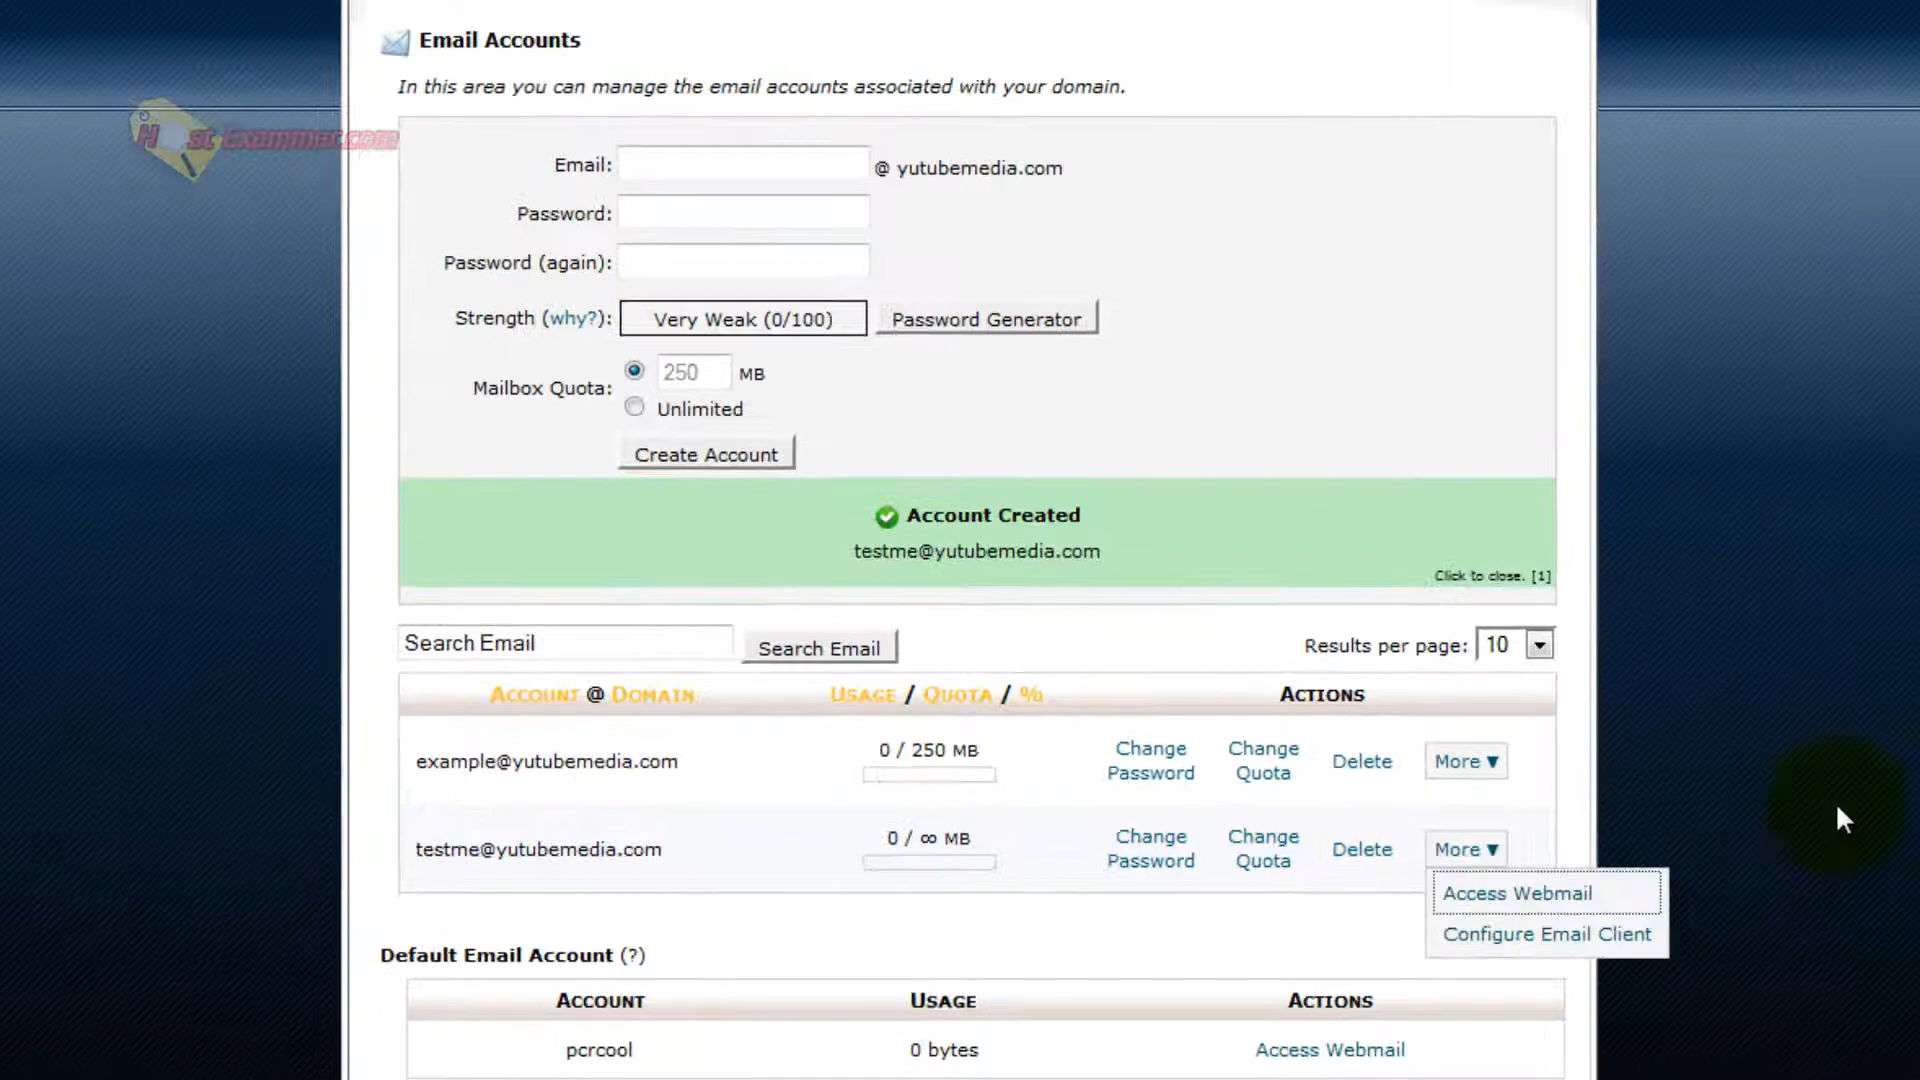 Email Accounts
In this area you can manage the email accounts associated with your domain.
Host Examiner.com
Email: @ yutubemedia.com
Password:
Password (again):
Strength (why?): Very Weak (0/100) Password Generator
Mailbox Quota: 250 MB
Unlimited
Create Account
Account Created
testme@yutubemedia.com
Click to close. [1]
Search Email Search Email Results per page: 10
Account @ Domain Usage / Quota / % Actions
example@yutubemedia.com 0 / 250 MB Change Password Change Quota Delete More ▼
testme@yutubemedia.com 0 / ∞ MB Change Password Change Quota Delete More ▼
Access Webmail
Configure Email Client
Default Email Account (?)
Account Usage Actions
pcrcool 0 bytes Access Webmail